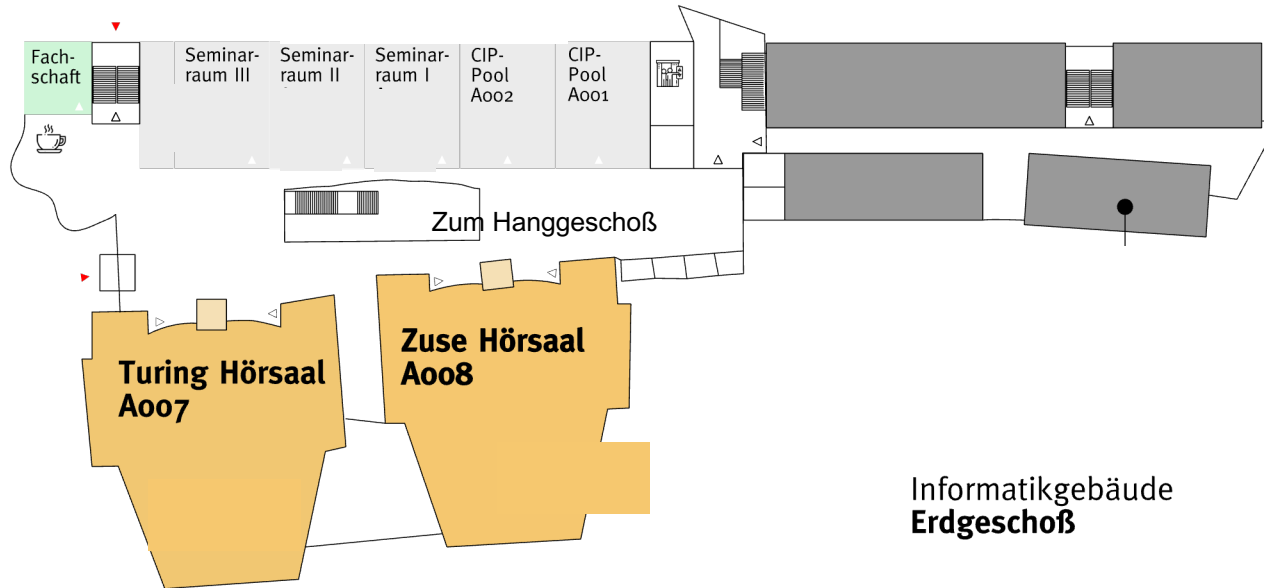 Fach-
schaft
Seminar-
raum III
Seminar-
raum II
Seminar-
raum I
CIP-
Pool
A002
CIP-
Pool
A001
Zum Hanggeschoß
Turing Hörsaal
A007
Zuse Hörsaal
A008
Informatikgebäude
Erdgeschoß